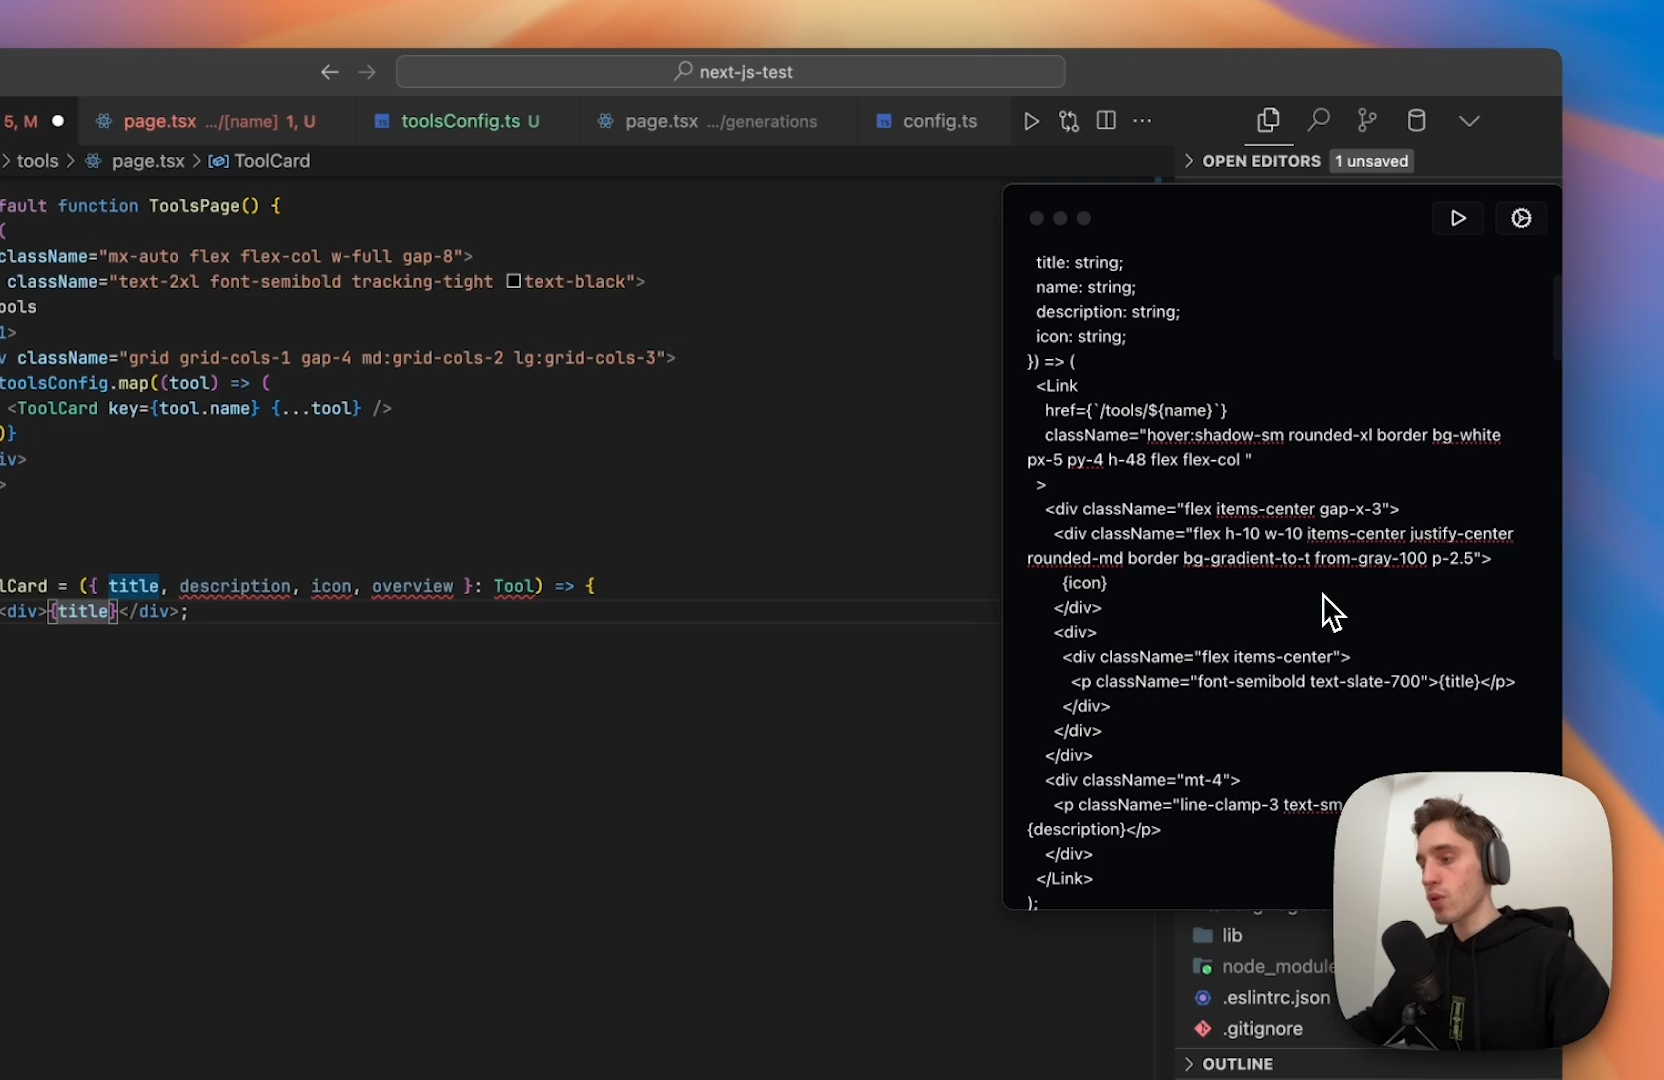 next-js-test
5, M
page.tsx .../[name] 1, U
toolsConfig.ts U
page.tsx .../generations
config.ts
tools
page.tsx
ToolCard
OPEN EDITORS
1 unsaved
fault function ToolsPage() {
(
className="mx-auto flex flex-col w-full gap-8">
className="text-2xl font-semibold tracking-tight text-black">
ools
1>
v className="grid grid-cols-1 gap-4 md:grid-cols-2 lg:grid-cols-3">
toolsConfig.map((tool) => (
<ToolCard key={tool.name} {...tool} />
)}
iv>
>
lCard = ({ title, description, icon, overview }: Tool) => {
<div>{title}</div>;
title: string;
name: string;
description: string;
icon: string;
}) => (
<Link
href={`/tools/${name}`}
className="hover:shadow-sm rounded-xl border bg-white
px-5 py-4 h-48 flex flex-col "
>
<div className="flex items-center gap-x-3">
<div className="flex h-10 w-10 items-center justify-center
rounded-md border bg-gradient-to-t from-gray-100 p-2.5">
{icon}
</div>
<div>
<div className="flex items-center">
<p className="font-semibold text-slate-700">{title}</p>
</div>
</div>
</div>
<div className="mt-4">
<p className="line-clamp-3 text-sm
{description}</p>
</div>
</Link>
);
lib
node_module
.eslintrc.json
.gitignore
OUTLINE